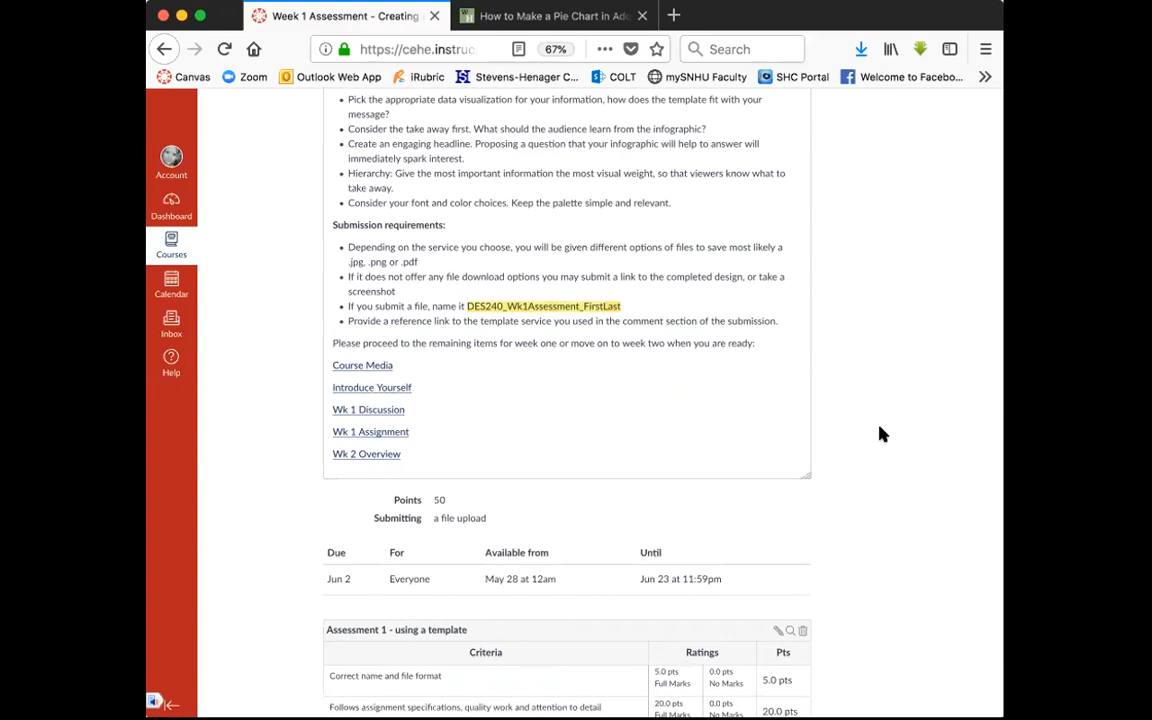 Week 1 Assessment - Creating
How to Make a Pie Chart in Ado
https://cehe.instruc
67%
Search
Canvas
Zoom
Outlook Web App
iRubric
Stevens-Henager C...
COLT
mySNHU Faculty
SHC Portal
Welcome to Facebo...
Account
Dashboard
Courses
Calendar
Inbox
Help
• Pick the appropriate data visualization for your information, how does the template fit with your
message?
• Consider the take away first. What should the audience learn from the infographic?
• Create an engaging headline. Proposing a question that your infographic will help to answer will
immediately spark interest.
• Hierarchy: Give the most important information the most visual weight, so that viewers know what to
take away.
• Consider your font and color choices. Keep the palette simple and relevant.
Submission requirements:
• Depending on the service you choose, you will be given different options of files to save most likely a
.jpg, .png or .pdf
• If it does not offer any file download options you may submit a link to the completed design, or take a
screenshot
• If you submit a file, name it DES240_Wk1Assessment_FirstLast
• Provide a reference link to the template service you used in the comment section of the submission.
Please proceed to the remaining items for week one or move on to week two when you are ready:
Course Media
Introduce Yourself
Wk 1 Discussion
Wk 1 Assignment
Wk 2 Overview
Points 50
Submitting a file upload
Due For Available from Until
Jun 2 Everyone May 28 at 12am Jun 23 at 11:59pm
Assessment 1 - using a template
Criteria Ratings Pts
Correct name and file format
5.0 pts 0.0 pts
Full Marks No Marks
5.0 pts
Follows assignment specifications, quality work and attention to detail
20.0 pts 0.0 pts
Full Marks No Marks
20.0 pts